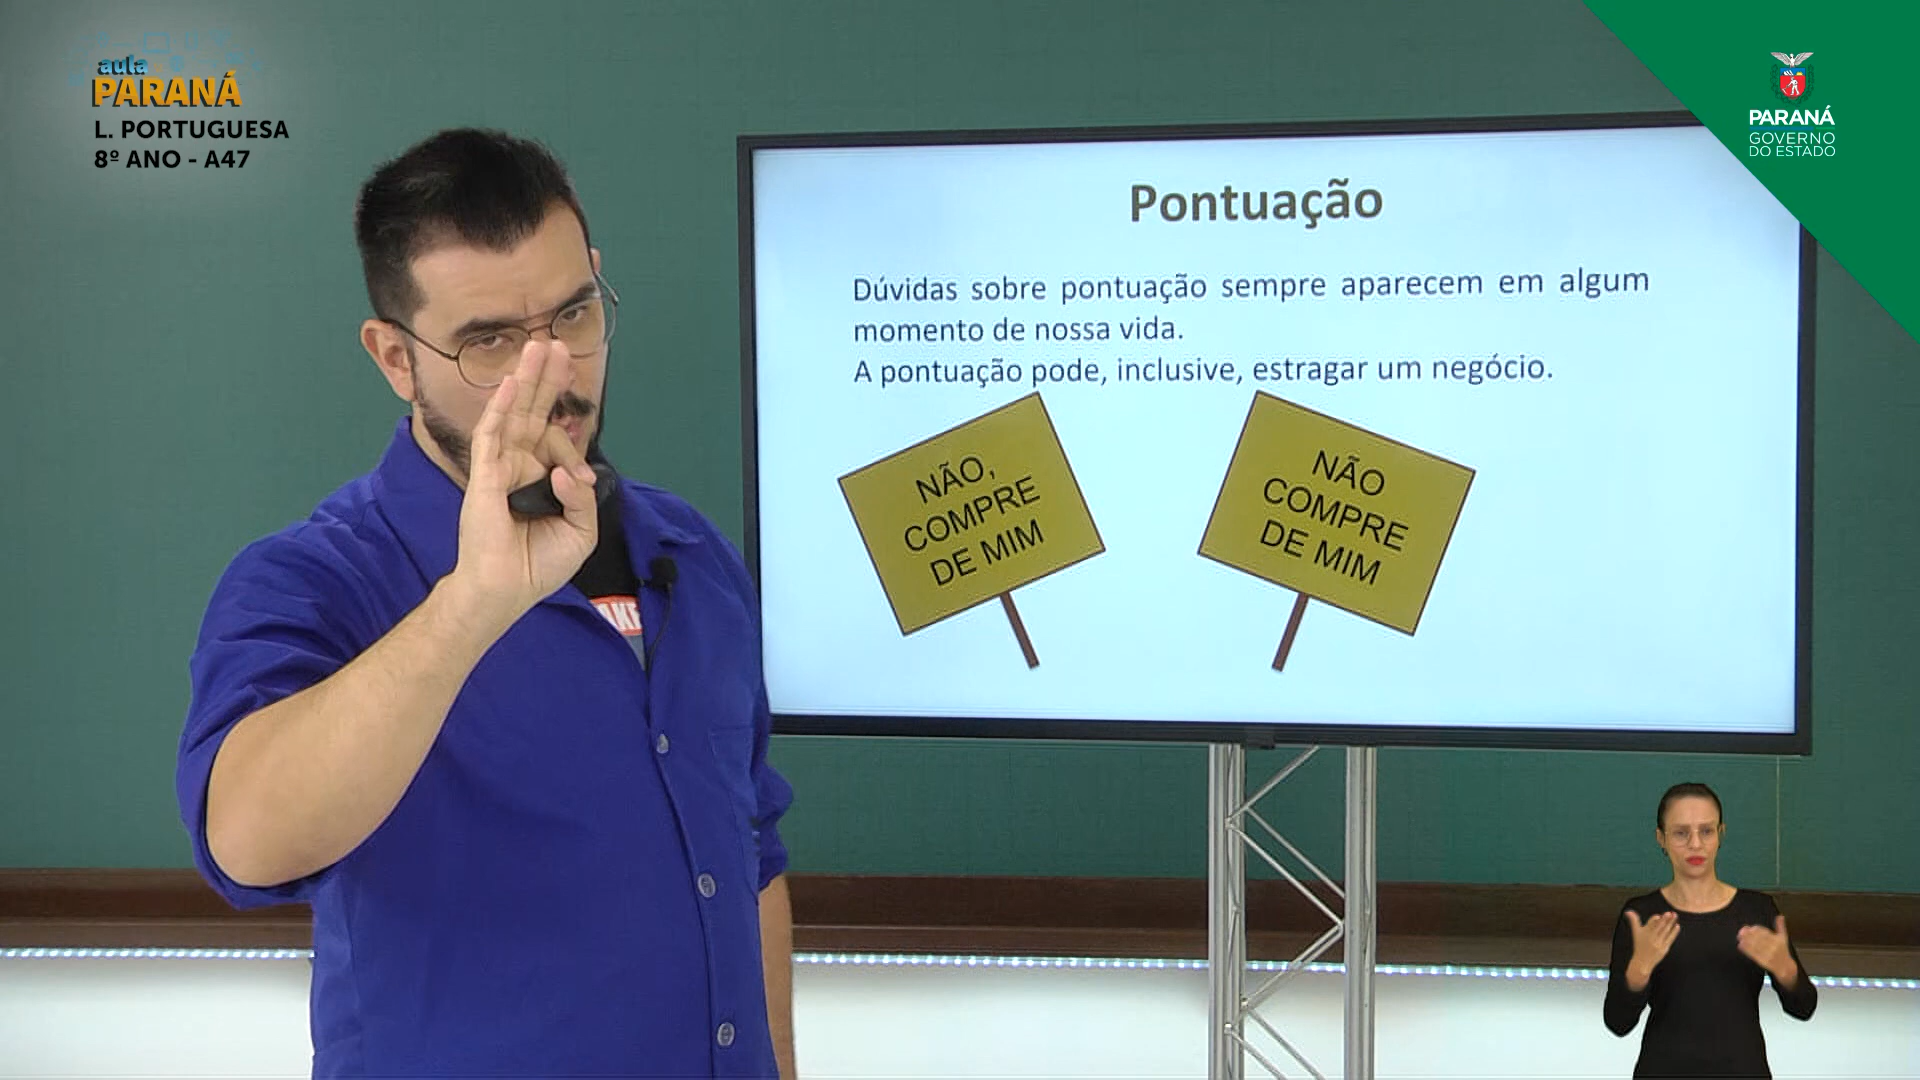 aula
PARANÁ
L. PORTUGUESA
8º ANO - A47
PARANÁ
GOVERNO
DO ESTADO
Pontuação
Dúvidas sobre pontuação sempre aparecem em algum
momento de nossa vida.
A pontuação pode, inclusive, estragar um negócio.
NÃO,
COMPRE
DE MIM
NÃO
COMPRE
DE MIM